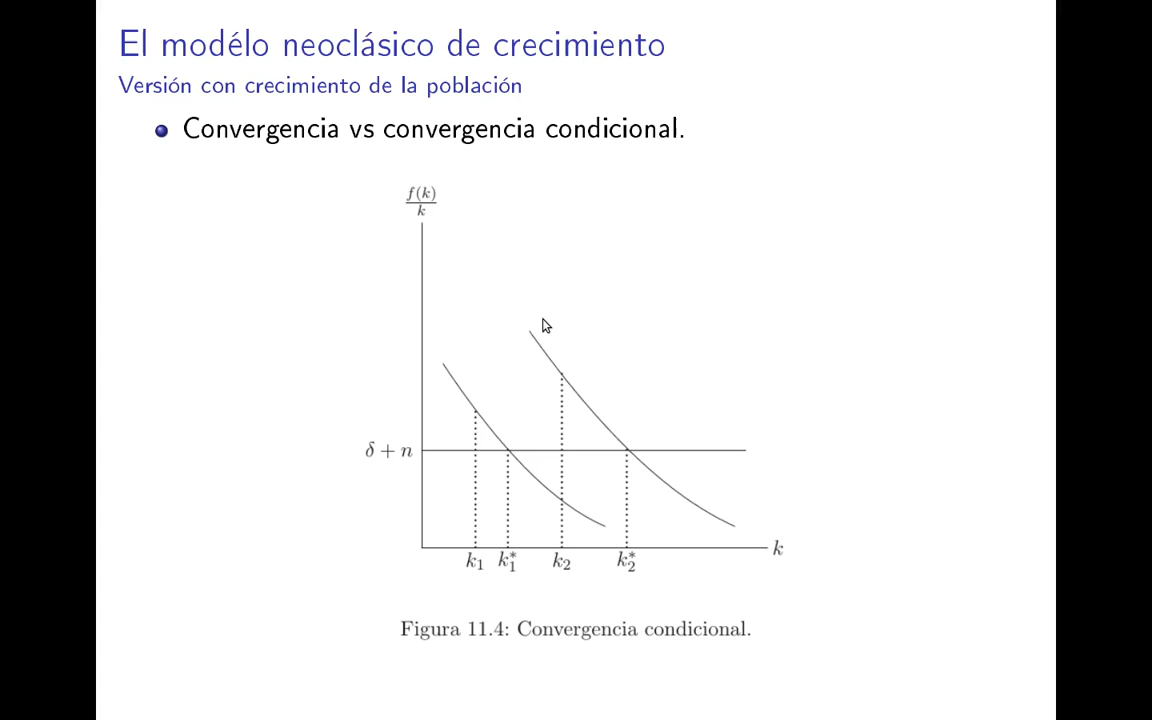 El modélo neoclásico de crecimiento
Versión con crecimiento de la población
Convergencia vs convergencia condicional.
f(k)
k
δ + n
k
k₁ k₁* k₂ k₂*
Figura 11.4: Convergencia condicional.